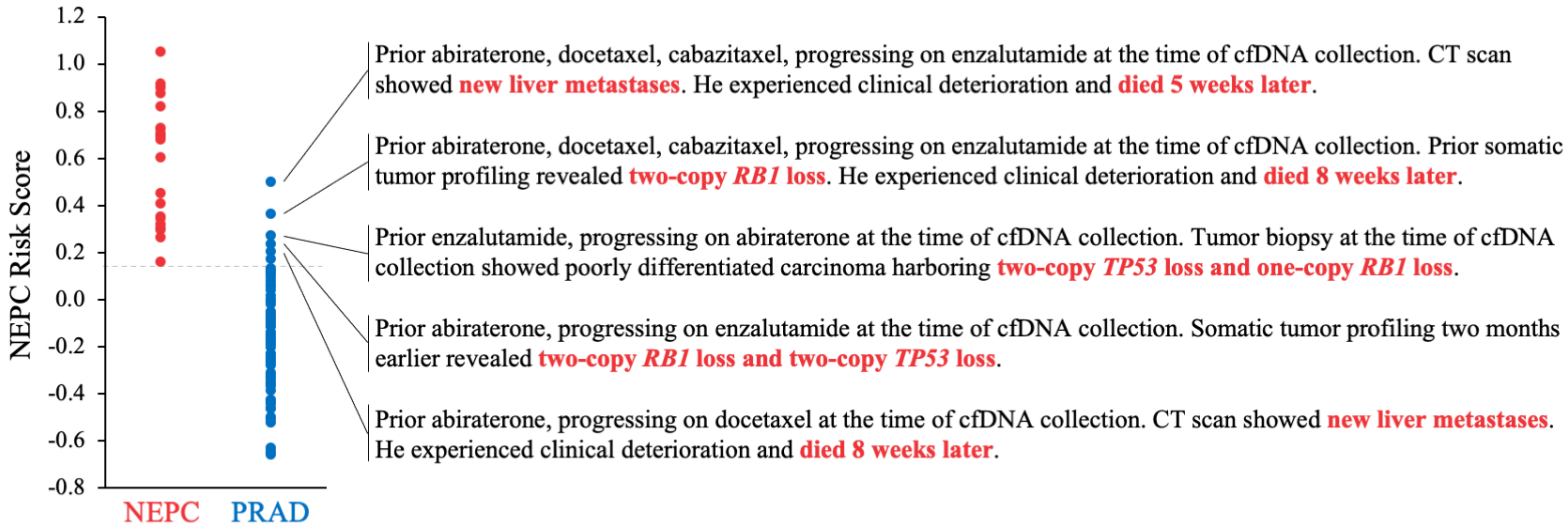 1.2
1.0
0.8
0.6
0.4
0.2
0.0
-0.2
-0.4
-0.6
-0.8
NEPC Risk Score
NEPC PRAD
Prior abiraterone, docetaxel, cabazitaxel, progressing on enzalutamide at the time of cfDNA collection. CT scan
showed new liver metastases. He experienced clinical deterioration and died 5 weeks later.
Prior abiraterone, docetaxel, cabazitaxel, progressing on enzalutamide at the time of cfDNA collection. Prior somatic
tumor profiling revealed two-copy RB1 loss. He experienced clinical deterioration and died 8 weeks later.
Prior enzalutamide, progressing on abiraterone at the time of cfDNA collection. Tumor biopsy at the time of cfDNA
collection showed poorly differentiated carcinoma harboring two-copy TP53 loss and one-copy RB1 loss.
Prior abiraterone, progressing on enzalutamide at the time of cfDNA collection. Somatic tumor profiling two months
earlier revealed two-copy RB1 loss and two-copy TP53 loss.
Prior abiraterone, progressing on docetaxel at the time of cfDNA collection. CT scan showed new liver metastases.
He experienced clinical deterioration and died 8 weeks later.